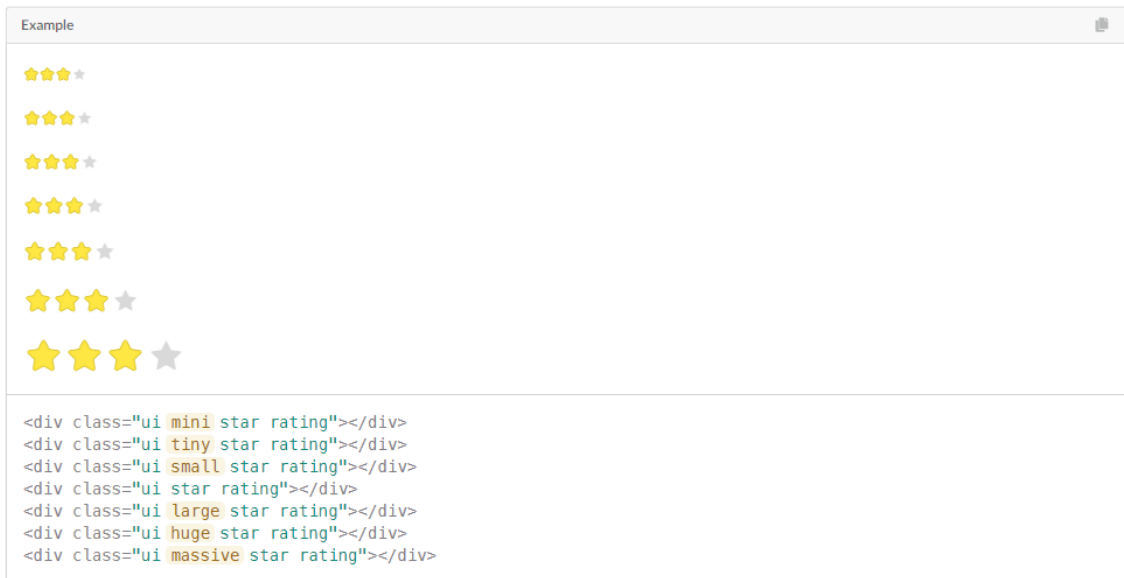 Example
<div class="ui mini star rating"></div>
<div class="ui tiny star rating"></div>
<div class="ui small star rating"></div>
<div class="ui star rating"></div>
<div class="ui large star rating"></div>
<div class="ui huge star rating"></div>
<div class="ui massive star rating"></div>